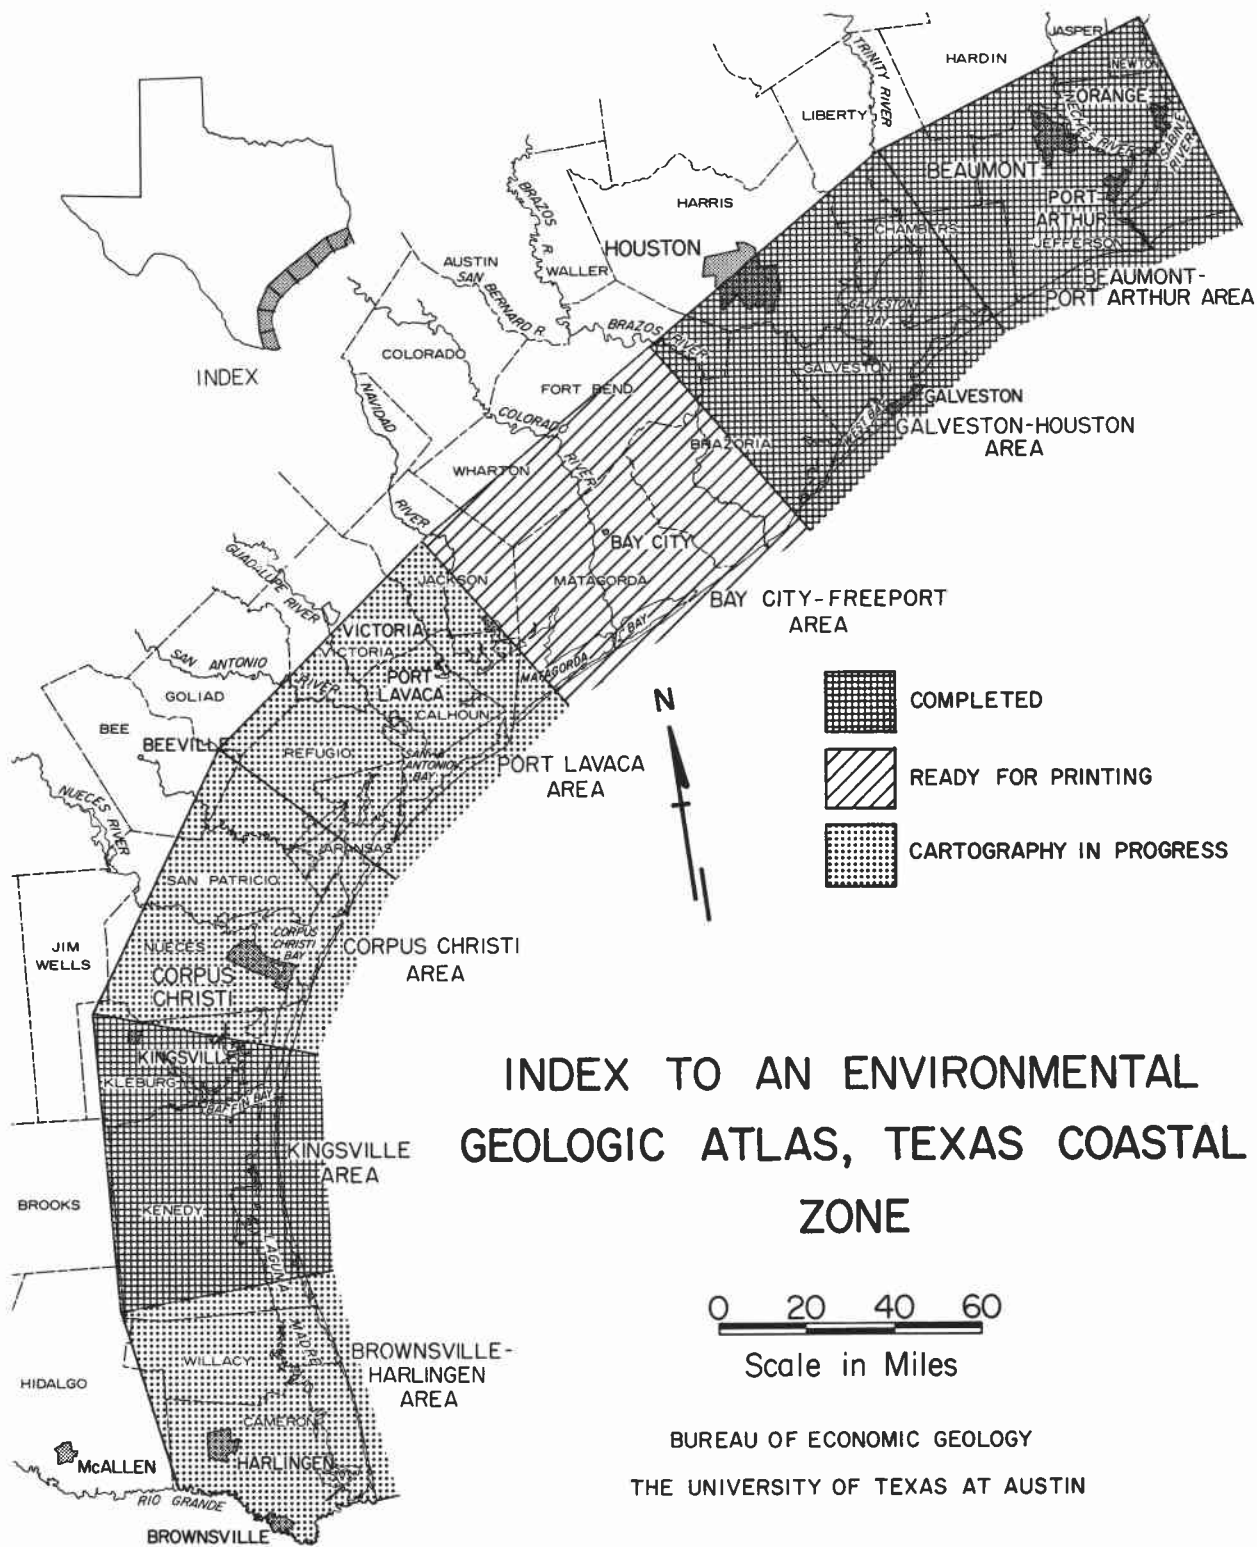 JASPER
NEWTON
HARDIN
ORANGE
TRINITY RIVER
NECHES RIVER
SABINE
RIVER
LIBERTY
BEAUMONT
PORT
ARTHUR
HARRIS
CHAMBERS
JEFFERSON
BEAUMONT-
PORT ARTHUR AREA
HOUSTON
BRAZOS R.
WALLER
AUSTIN
SAN BERNARD R.
GALVESTON
BAY
BRAZOS RIVER
COLORADO
GALVESTON
INDEX
NAVIDAD
RIVER
FORT BEND
COLORADO
RIVER
GALVESTON
WEST BAY
GALVESTON-HOUSTON
AREA
BRAZORIA
WHARTON
BAY CITY
GUADALUPE RIVER
JACKSON
MATAGORDA
BAY CITY-FREEPORT
AREA
MATAGORDA BAY
VICTORIA
VICTORIA
SAN ANTONIO
RIVER
PORT
LAVACA
GOLIAD
CALHOUN
BEE
BEEVILLE
REFUGIO
SAN
ANTONIO
BAY
PORT LAVACA
AREA
N
COMPLETED
READY FOR PRINTING
CARTOGRAPHY IN PROGRESS
NUECES RIVER
ARANSAS
SAN PATRICIO
JIM
WELLS
NUECES
CORPUS
CHRISTI
BAY
CORPUS CHRISTI
AREA
CORPUS
CHRISTI
KINGSVILLE
KLEBURG
BAFFIN BAY
KINGSVILLE
AREA
BROOKS
KENEDY
LAGUNA
MADRE
INDEX TO AN ENVIRONMENTAL
GEOLOGIC ATLAS, TEXAS COASTAL
ZONE
0 20 40 60
Scale in Miles
WILLACY
BROWNSVILLE-
HARLINGEN
AREA
HIDALGO
CAMERON
HARLINGEN
McALLEN
RIO GRANDE
BROWNSVILLE
BUREAU OF ECONOMIC GEOLOGY
THE UNIVERSITY OF TEXAS AT AUSTIN